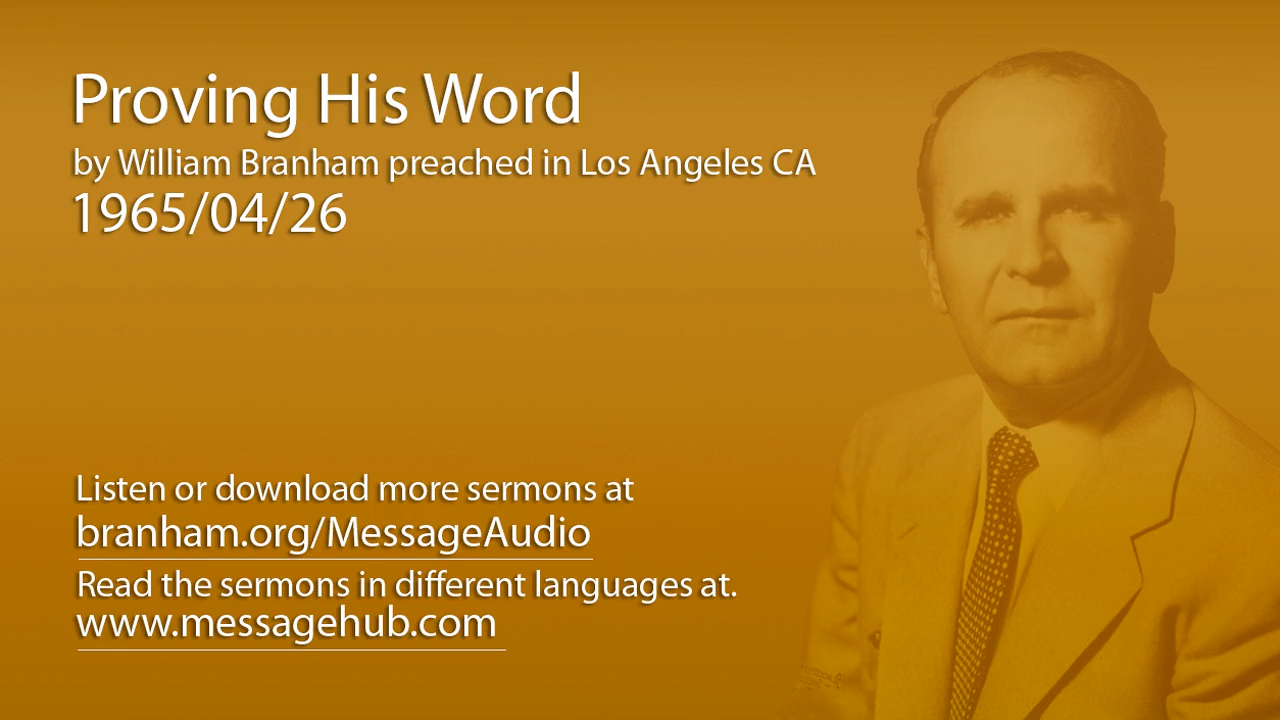 Proving His Word
by William Branham preached in Los Angeles CA
1965/04/26
Listen or download more sermons at
branham.org/MessageAudio
Read the sermons in different languages at.
www.messagehub.com